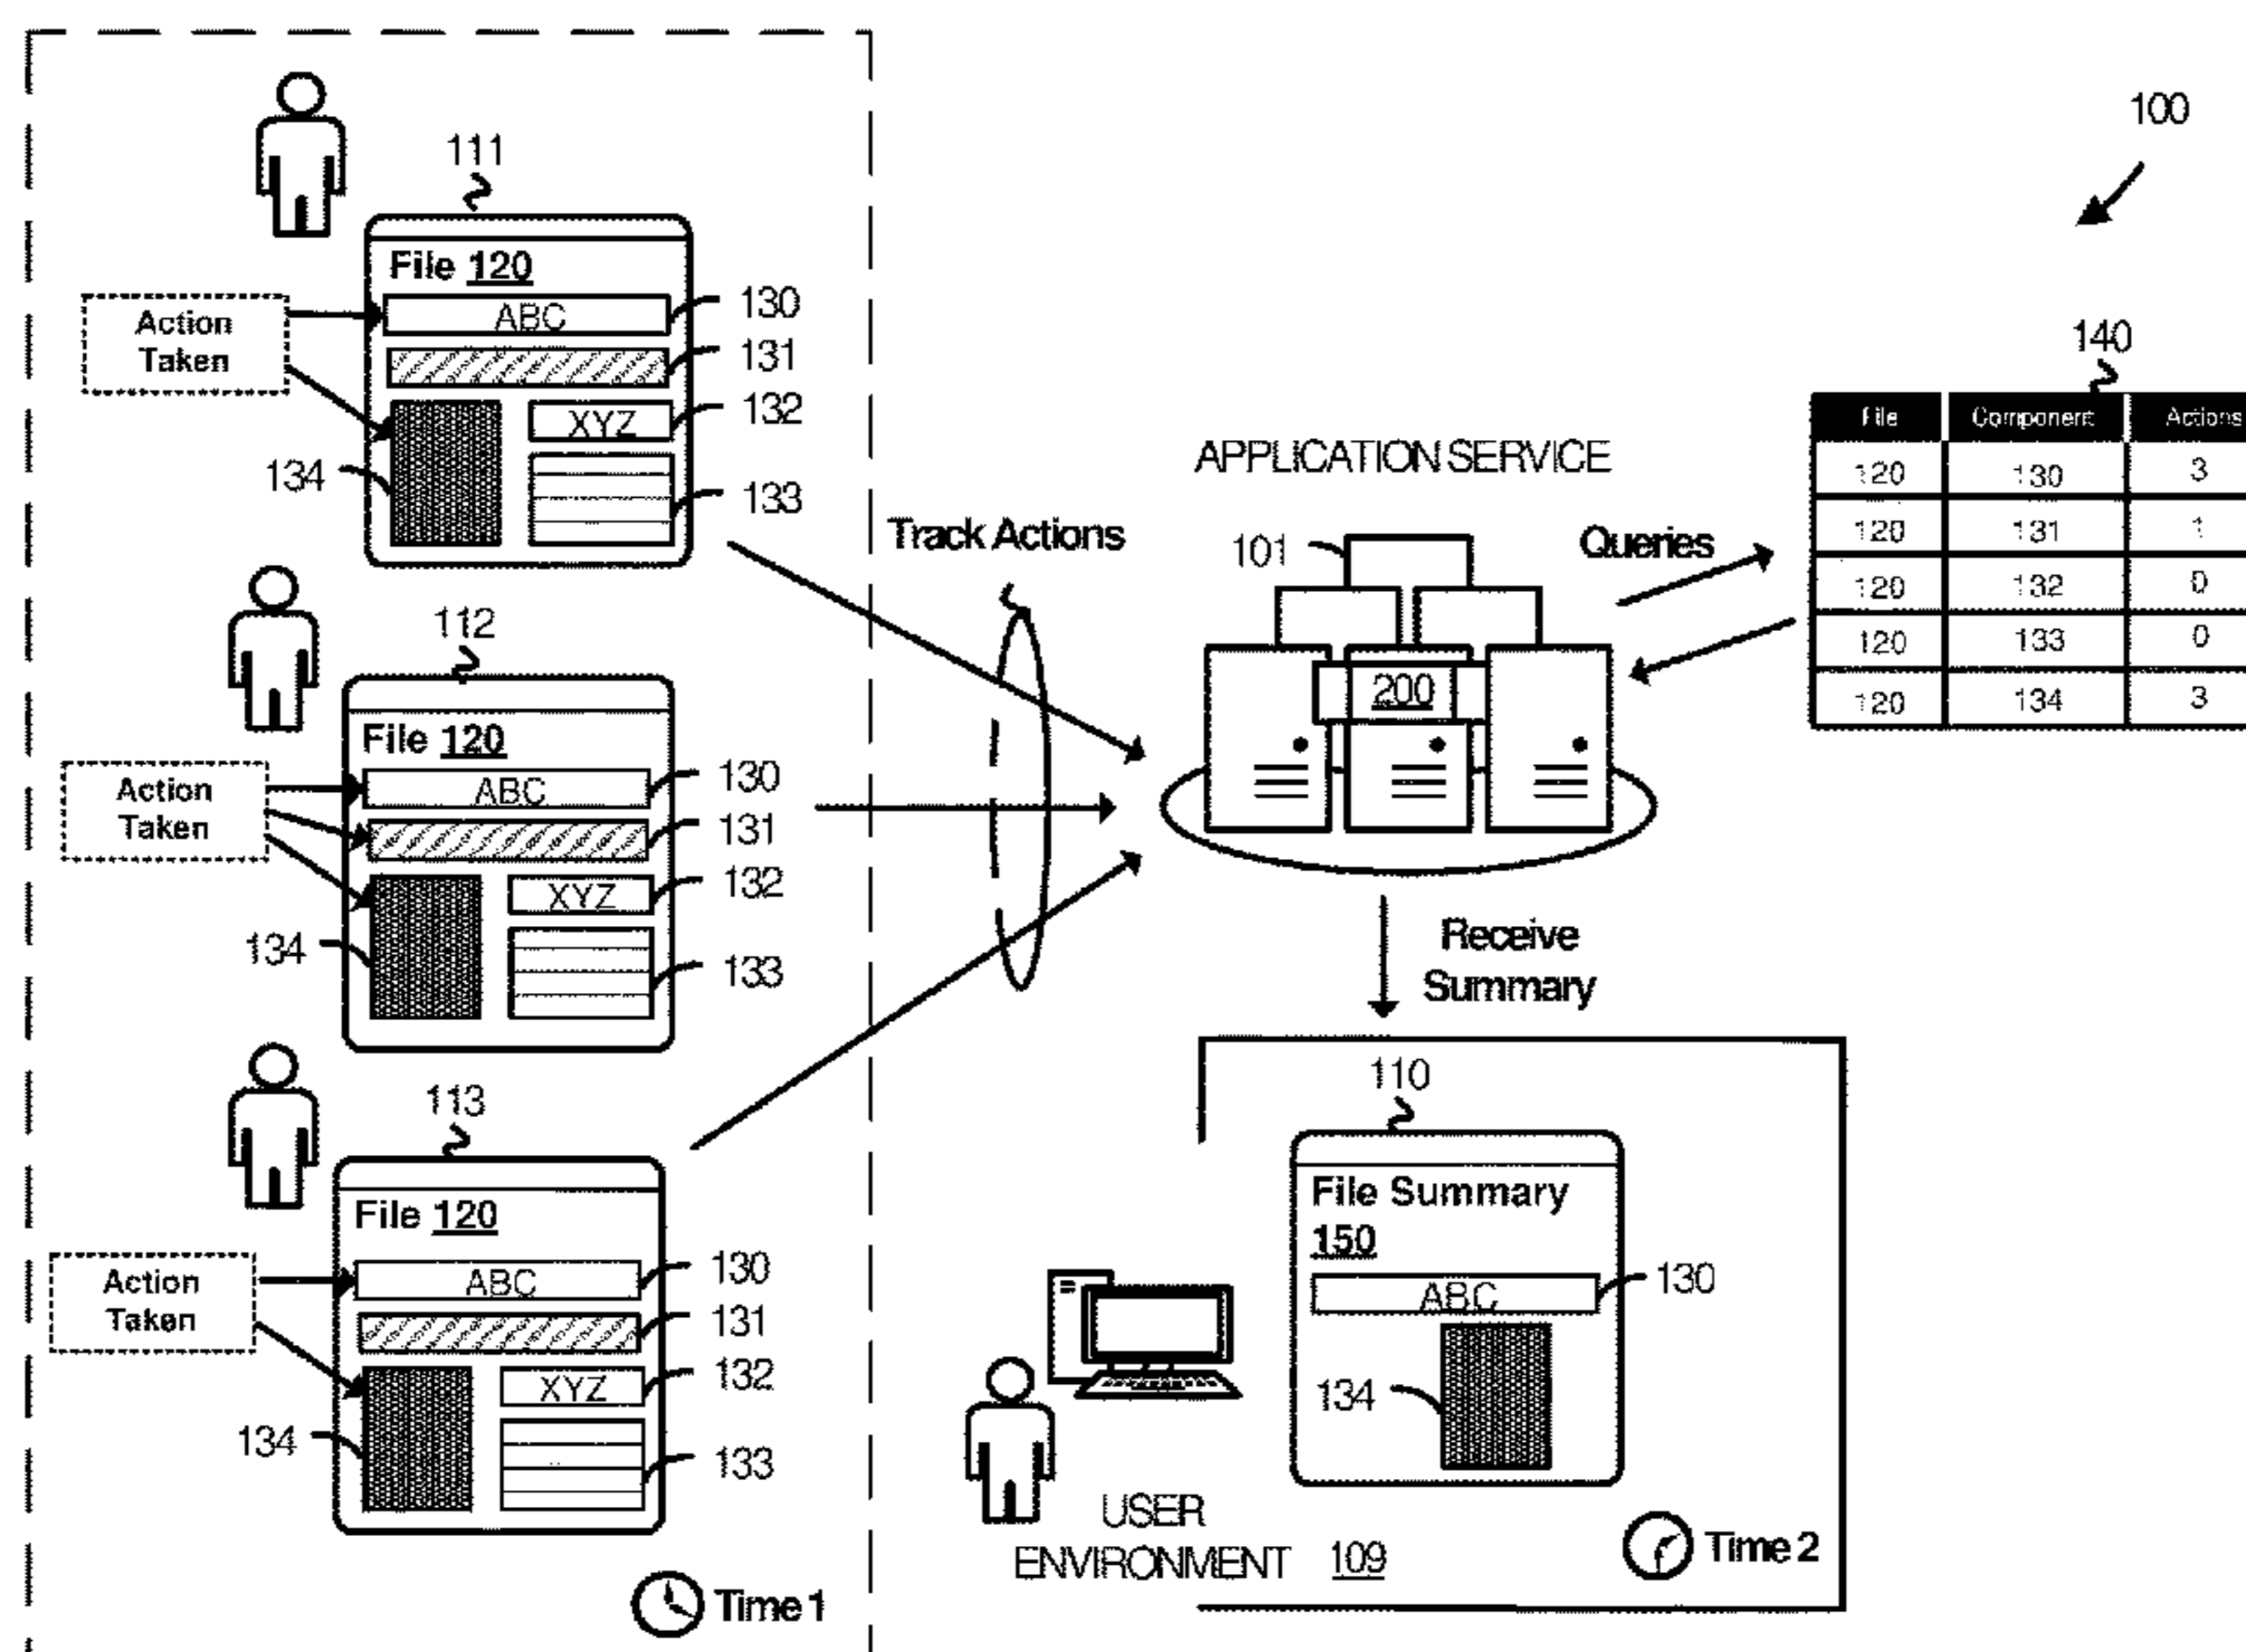 100
111
File 120
Action
Taken
ABC
130
131
XYZ
132
134
133
112
File 120
Action
Taken
ABC
130
131
XYZ
132
134
133
113
File 120
Action
Taken
ABC
130
131
XYZ
132
134
133
Time 1
Track Actions
APPLICATION SERVICE
101
200
Queries
140
File Component Actions
120 130 3
120 131 1
120 132 0
120 133 0
120 134 3
Receive
Summary
110
File Summary
150
ABC
130
134
USER
ENVIRONMENT 109
Time 2